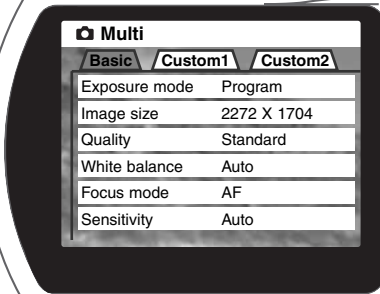 Multi
Basic Custom1 Custom2
Exposure mode Program
Image size 2272 X 1704
Quality Standard
White balance Auto
Focus mode AF
Sensitivity Auto